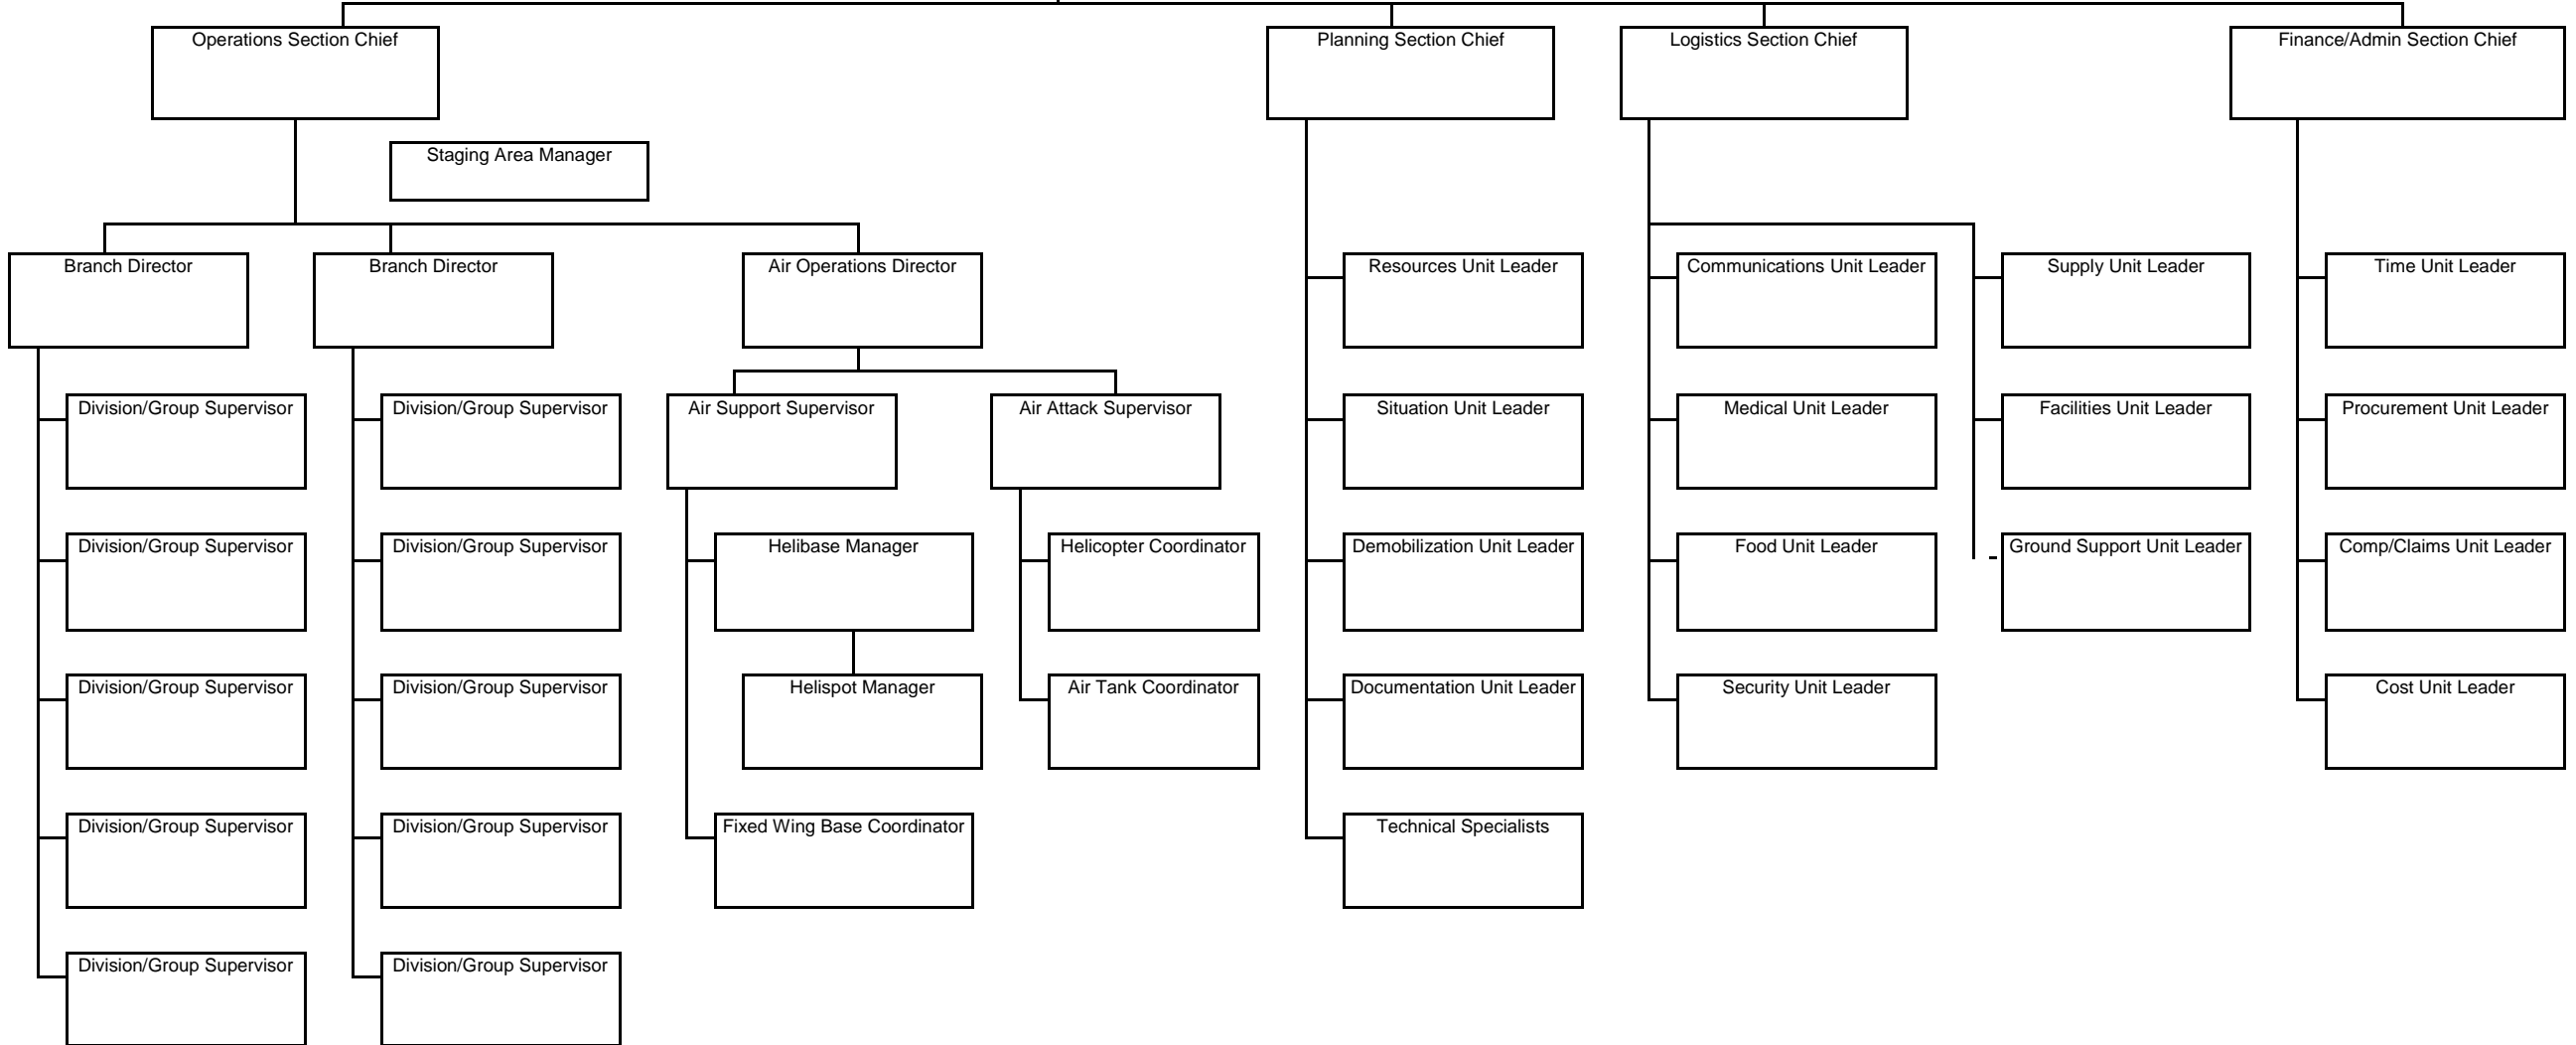 Operations Section Chief
Planning Section Chief
Logistics Section Chief
Finance/Admin Section Chief
Staging Area Manager
Branch Director
Branch Director
Air Operations Director
Resources Unit Leader
Communications Unit Leader
Supply Unit Leader
Time Unit Leader
Division/Group Supervisor
Division/Group Supervisor
Air Support Supervisor
Air Attack Supervisor
Situation Unit Leader
Medical Unit Leader
Facilities Unit Leader
Procurement Unit Leader
Division/Group Supervisor
Division/Group Supervisor
Helibase Manager
Helicopter Coordinator
Demobilization Unit Leader
Food Unit Leader
Ground Support Unit Leader
Comp/Claims Unit Leader
Division/Group Supervisor
Division/Group Supervisor
Helispot Manager
Air Tank Coordinator
Documentation Unit Leader
Security Unit Leader
Cost Unit Leader
Division/Group Supervisor
Division/Group Supervisor
Fixed Wing Base Coordinator
Technical Specialists
Division/Group Supervisor
Division/Group Supervisor